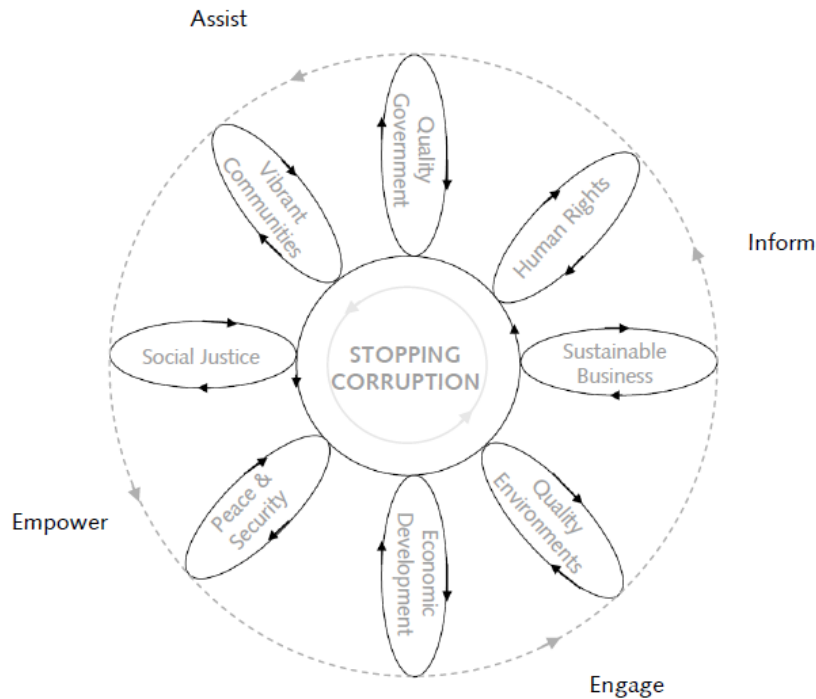 Assist
Quality
Government
Vibrant
Communities
Human Rights
Inform
Social Justice
STOPPING
CORRUPTION
Sustainable
Business
Peace &
Security
Economic
Development
Quality
Environments
Empower
Engage